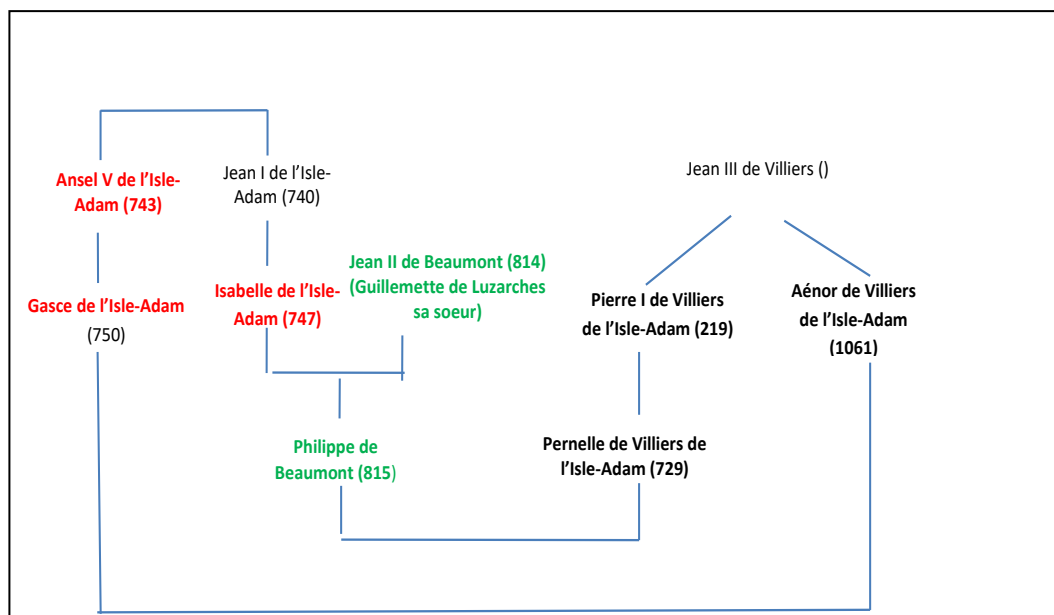 Ansel V de l’Isle-
Adam (743)
Jean I de l’Isle-
Adam (740)
Jean III de Villiers ()
Gasce de l’Isle-Adam
(750)
Isabelle de l’Isle-
Adam (747)
Jean II de Beaumont (814)
(Guillemette de Luzarches
sa soeur)
Pierre I de Villiers
de l’Isle-Adam (219)
Aénor de Villiers
de l’Isle-Adam
(1061)
Philippe de
Beaumont (815)
Pernelle de Villiers de
l’Isle-Adam (729)